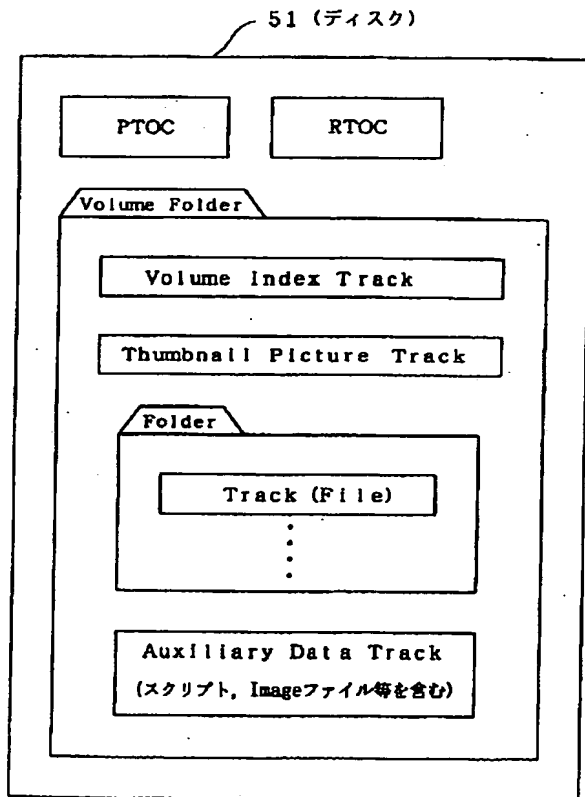 51 (ディスク)
PTOC
RTOC
Volume Folder
Volume Index Track
Thumbnail Picture Track
Folder
Track (File)
Auxiliary Data Track
(スクリプト, Imageファイル等を含む)